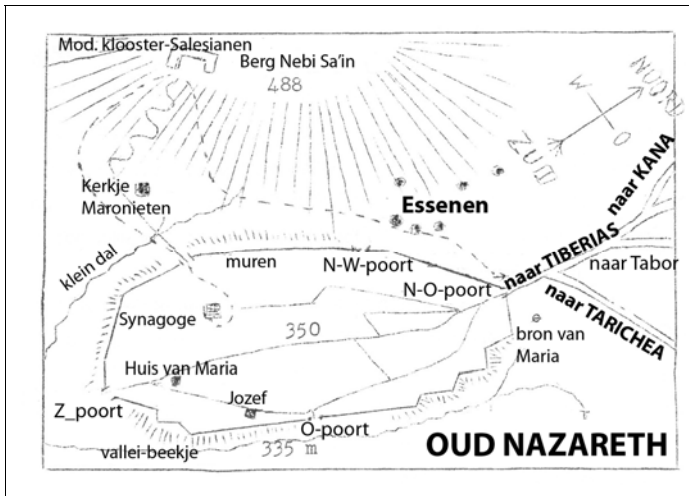 Mod. klooster-Salesianen
Berg Nebi Sa'in
488
NOORD
W
O
ZUID
Kerkje
Maronieten
Essenen
naar KANA
klein dal
muren
N-W-poort
naar TIBERIAS
naar Tabor
N-O-poort
naar TARICHEA
Synagoge
350
bron van
Maria
Huis van Maria
Jozef
Z_poort
O-poort
vallei-beekje
335 m
OUD NAZARETH